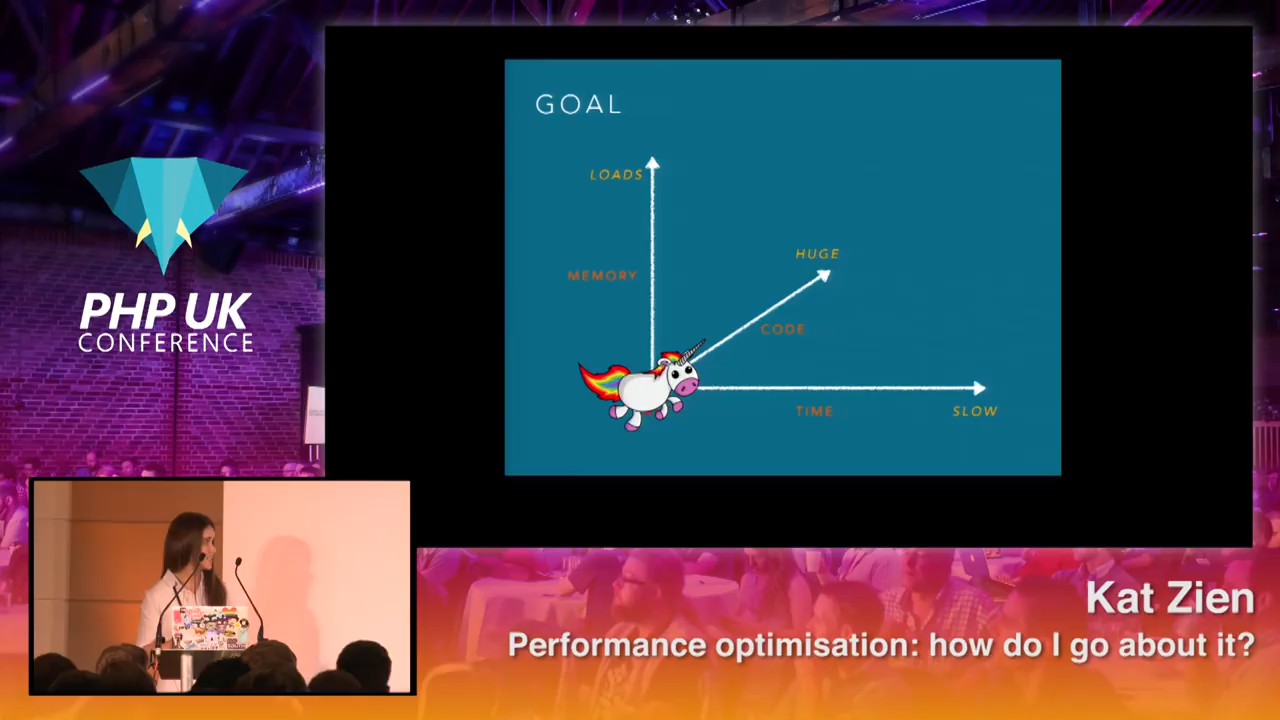 GOAL
LOADS
MEMORY
HUGE
CODE
TIME
SLOW
PHP UK
CONFERENCE
Kat Zien
Performance optimisation: how do I go about it?